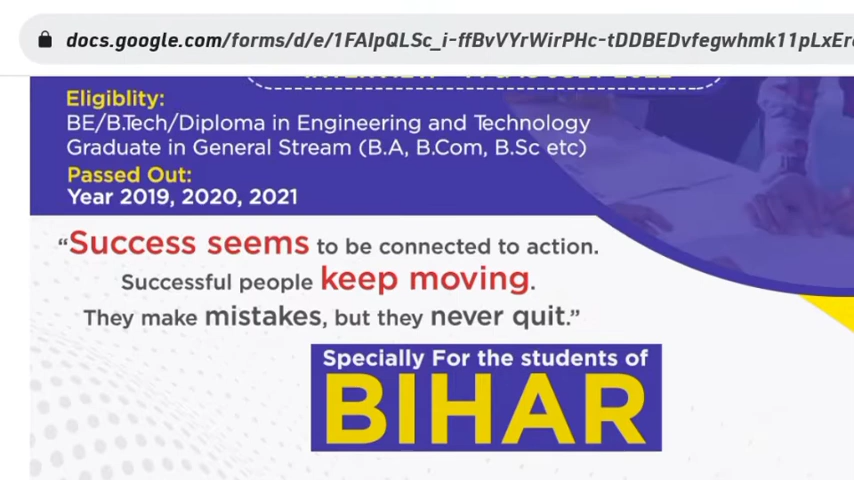 docs.google.com/forms/d/e/1FAIpQLSc_i-ffBvVYrWirPHc-tDDBEDvfegwhmk11pLxEr
Eligiblity:
BE/B.Tech/Diploma in Engineering and Technology
Graduate in General Stream (B.A, B.Com, B.Sc etc)
Passed Out:
Year 2019, 2020, 2021
“Success seems to be connected to action.
Successful people keep moving.
They make mistakes, but they never quit.”
Specially For the students of
BIHAR